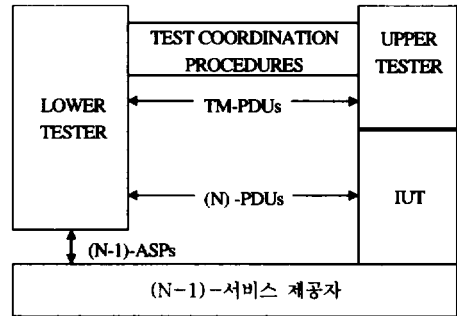 TEST COORDINATION
PROCEDURES
UPPER
TESTER
LOWER
TESTER
TM-PDUs
(N) -PDUs
IUT
(N-1)-ASPs
(N-1)-서비스 제공자